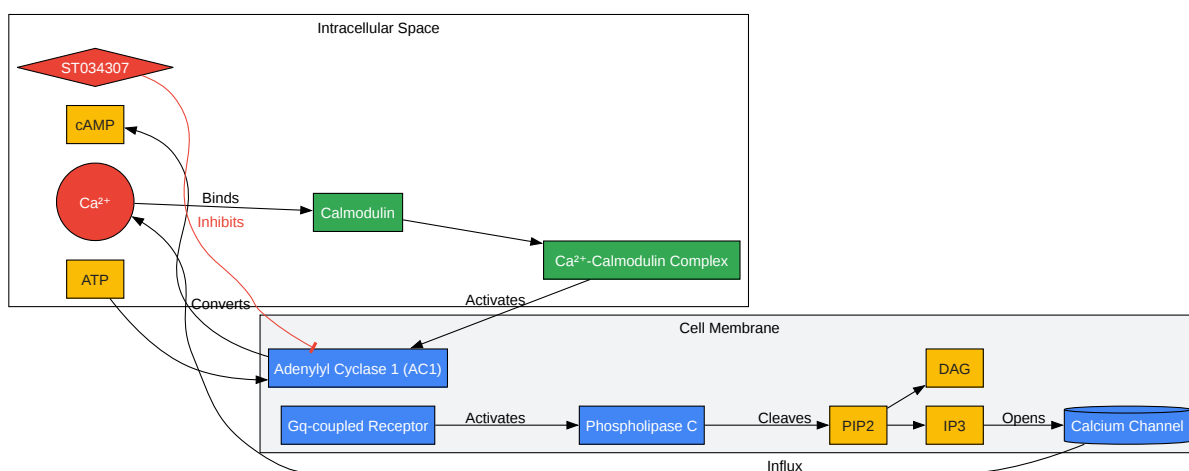 Intracellular Space
ST034307
cAMP
Ca²⁺
Binds
Calmodulin
Inhibits
Ca²⁺-Calmodulin Complex
ATP
Converts
Activates
Cell Membrane
Adenylyl Cyclase 1 (AC1)
DAG
Gq-coupled Receptor
Activates
Phospholipase C
Cleaves
PIP2
IP3
Opens
Calcium Channel
Influx